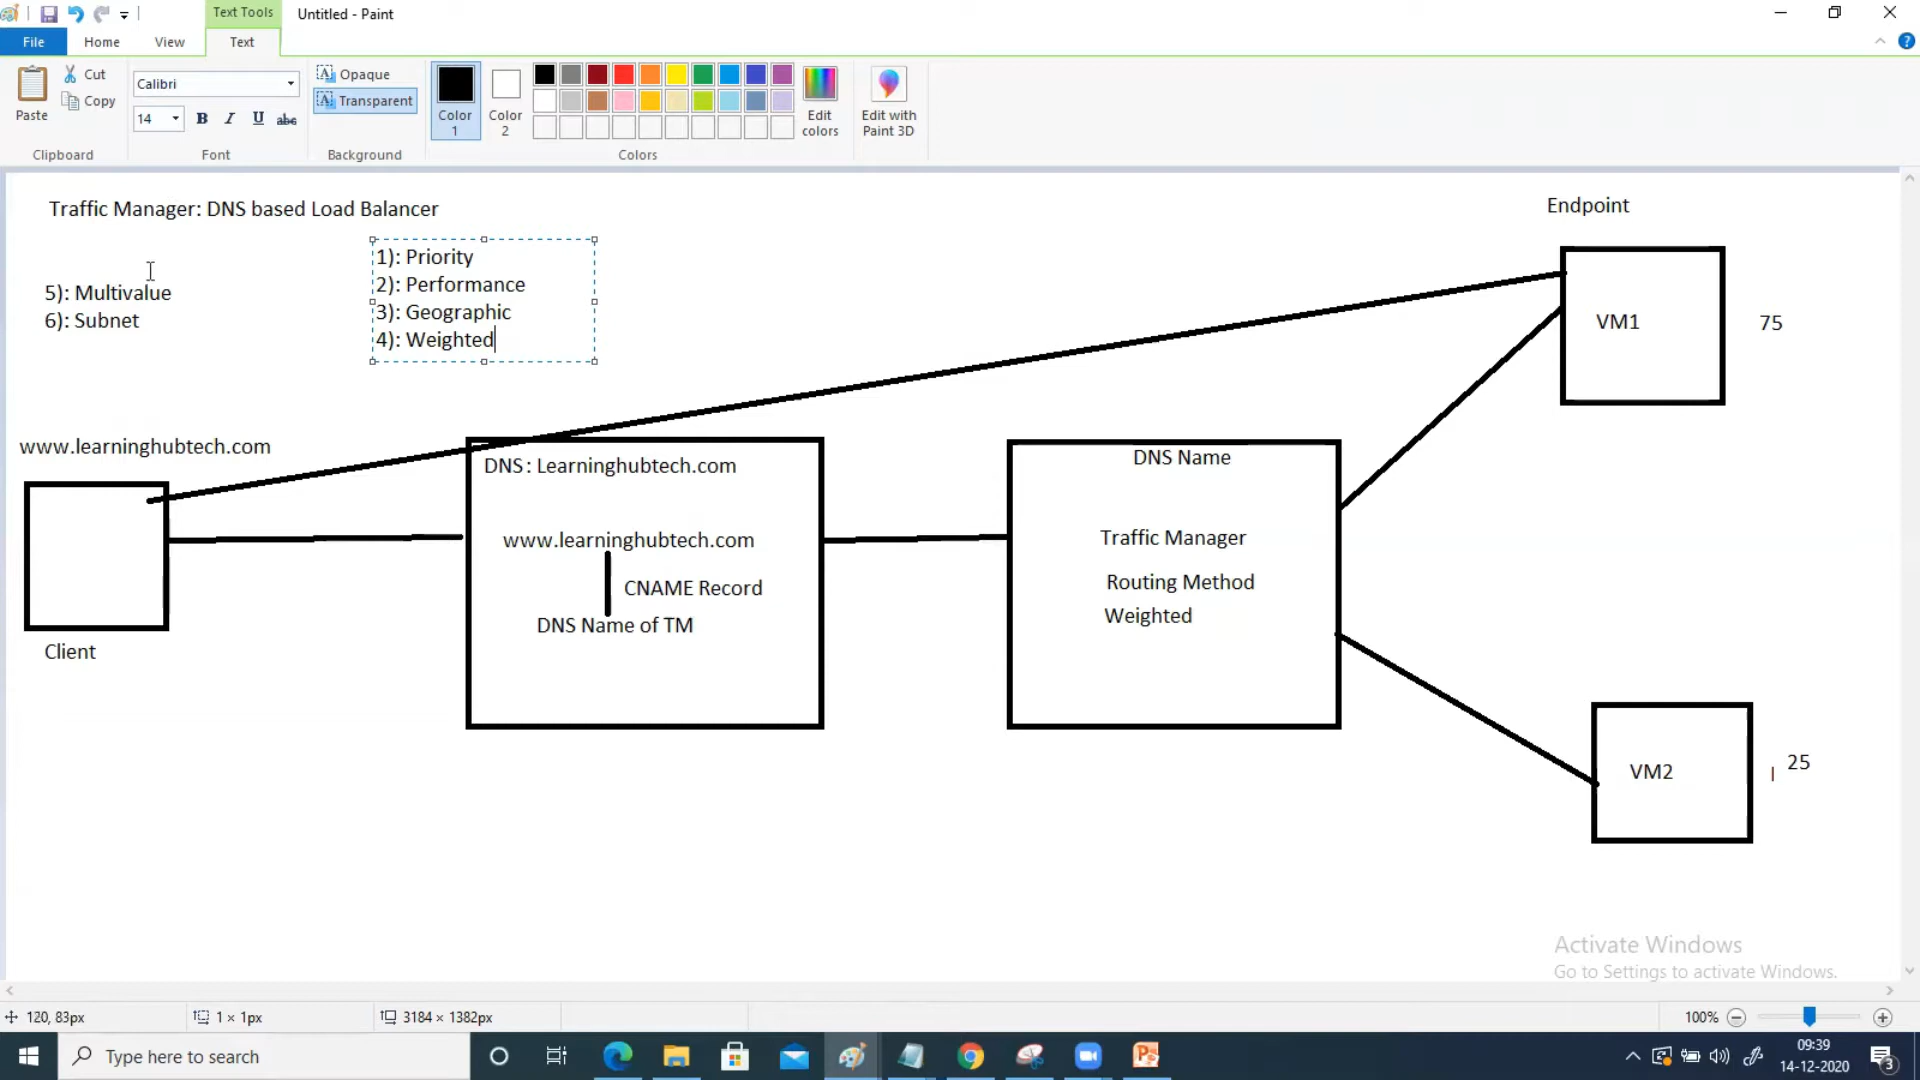 Text Tools
Untitled - Paint
File
Home
View
Text
Paste
Cut
Copy
Clipboard
Calibri
14
B I U abc
Font
Opaque
Transparent
Background
Color 1
Color 2
Edit colors
Colors
Edit with Paint 3D
Traffic Manager: DNS based Load Balancer
1): Priority
2): Performance
3): Geographic
4): Weighted
5): Multivalue
6): Subnet
Endpoint
VM1
75
www.learninghubtech.com
Client
DNS: Learninghubtech.com
www.learninghubtech.com
CNAME Record
DNS Name of TM
DNS Name
Traffic Manager
Routing Method
Weighted
VM2
25
Activate Windows
Go to Settings to activate Windows.
120, 83px
1 × 1px
3184 × 1382px
100%
Type here to search
09:39
14-12-2020
3